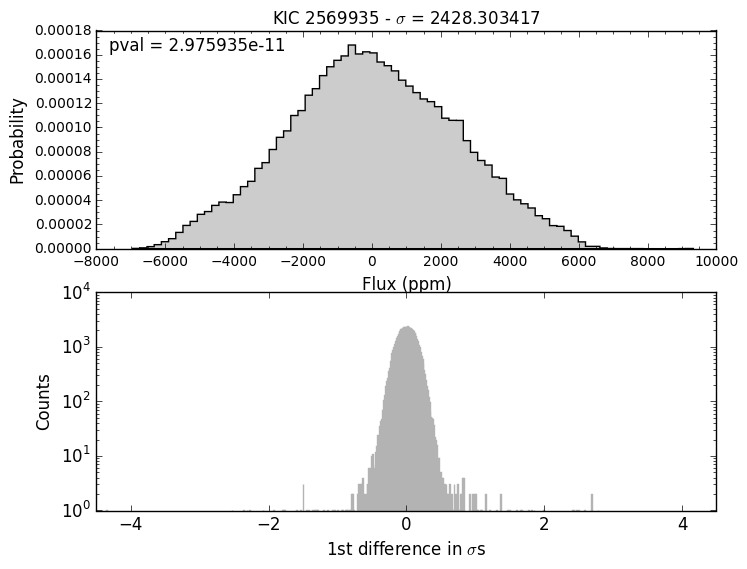 KIC 2569935 - σ = 2428.303417
pval = 2.975935e-11
0.00018
0.00016
0.00014
0.00012
0.00010
0.00008
0.00006
0.00004
0.00002
0.00000
Probability
−8000 −6000 −4000 −2000 0 2000 4000 6000 8000 10000
Flux (ppm)
10^4
10^3
10^2
10^1
10^0
Counts
−4 −2 0 2 4
1st difference in σs